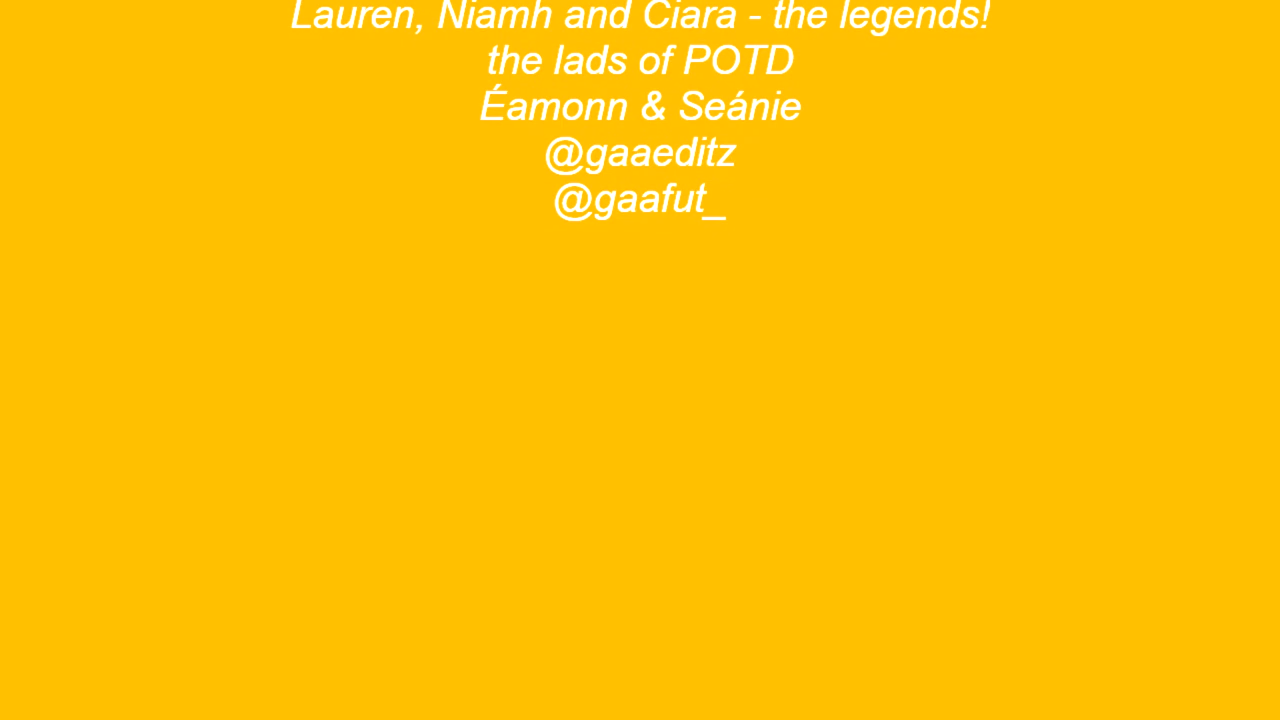 Lauren, Niamh and Ciara - the legends!
the lads of POTD
Éamonn & Seánie
@gaaeditz
@gaafut_